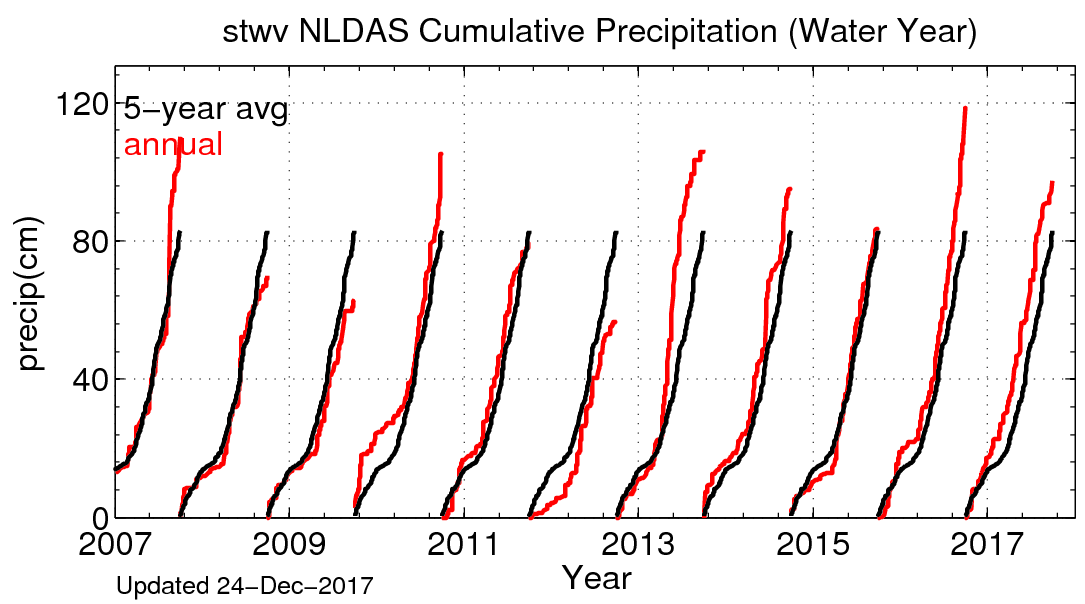 stwv NLDAS Cumulative Precipitation (Water Year)
120
5−year avg
annual
80
precip(cm)
40
0
2007 2009 2011 2013 2015 2017
Year
Updated 24−Dec−2017